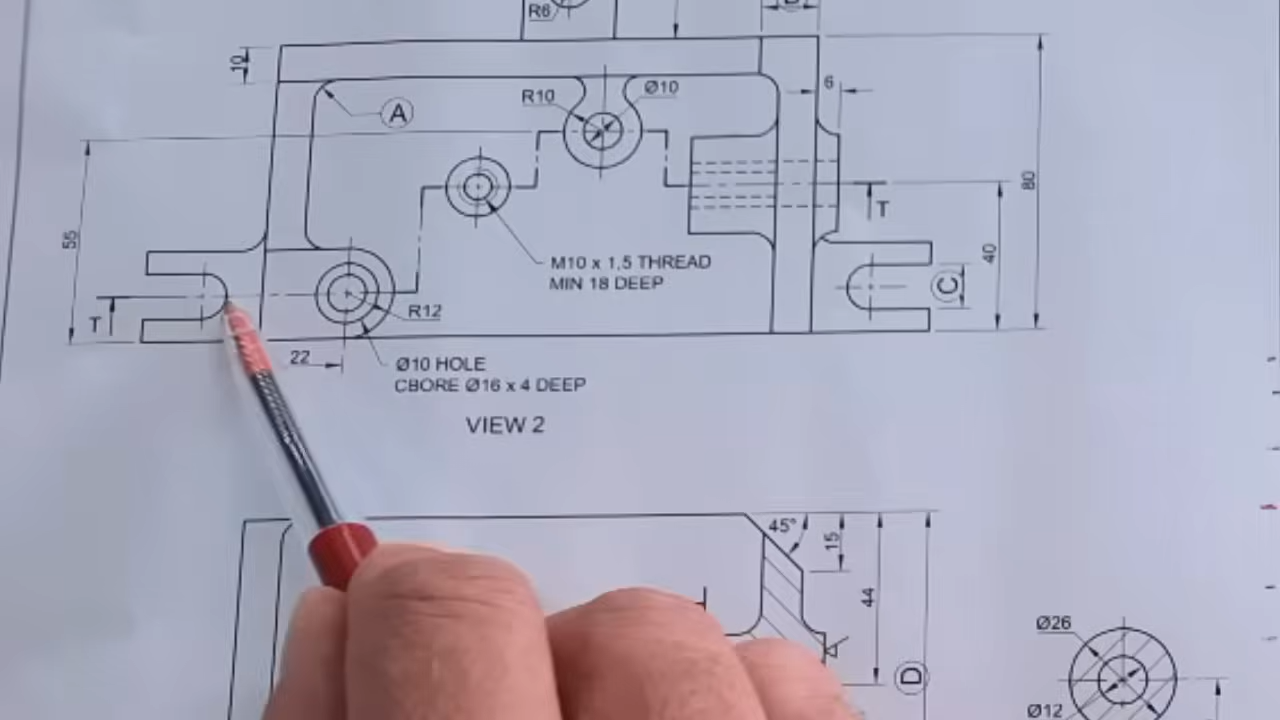 R6
B
10
A
R10
Ø10
6
55
80
T
M10 x 1,5 THREAD
MIN 18 DEEP
40
C
T
R12
22
Ø10 HOLE
CBORE Ø16 x 4 DEEP
VIEW 2
45°
15
44
D
Ø26
Ø12